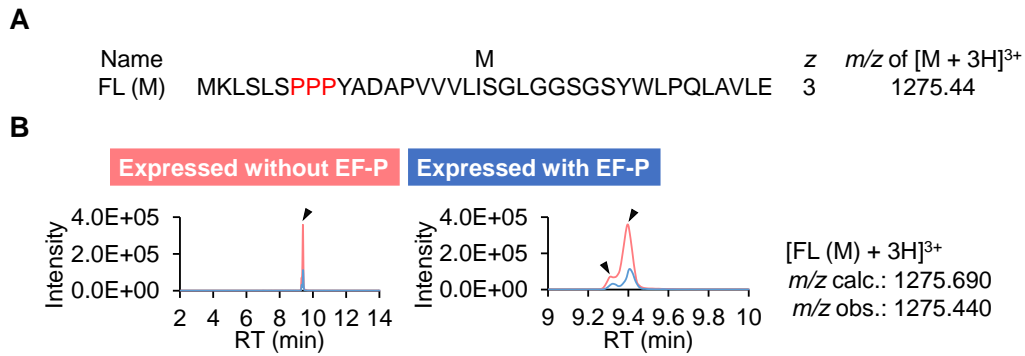 A
Name M z m/z of [M + 3H]³⁺
FL (M) MKLSLSPPPYADAPVVVLISGLGGSGSYWLPQLAVLE 3 1275.44
B
Expressed without EF-P Expressed with EF-P
4.0E+05
2.0E+05
0.0E+00
Intensity
2 4 6 8 10 12 14
RT (min)
4.0E+05
2.0E+05
0.0E+00
Intensity
9 9.2 9.4 9.6 9.8 10
RT (min)
[FL (M) + 3H]³⁺
m/z calc.: 1275.690
m/z obs.: 1275.440